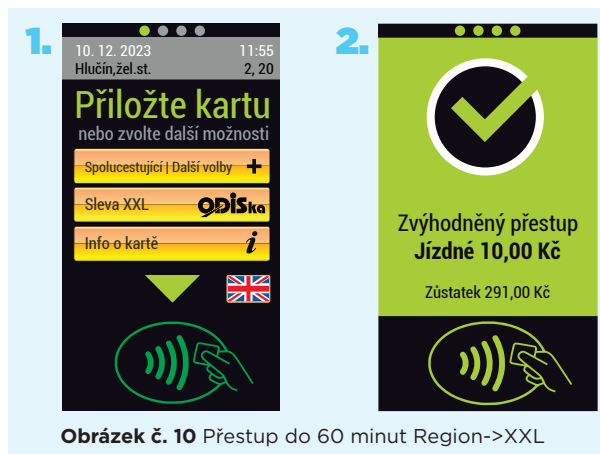 1.
10. 12. 2023 11:55
Hlučín,žel.st. 2, 20
Přiložte kartu
nebo zvolte další možnosti
Spolucestující | Další volby +
Sleva XXL ODISka
Info o kartě i
2.
Zvýhodněný přestup
Jízdné 10,00 Kč
Zůstatek 291,00 Kč
Obrázek č. 10 Přestup do 60 minut Region->XXL